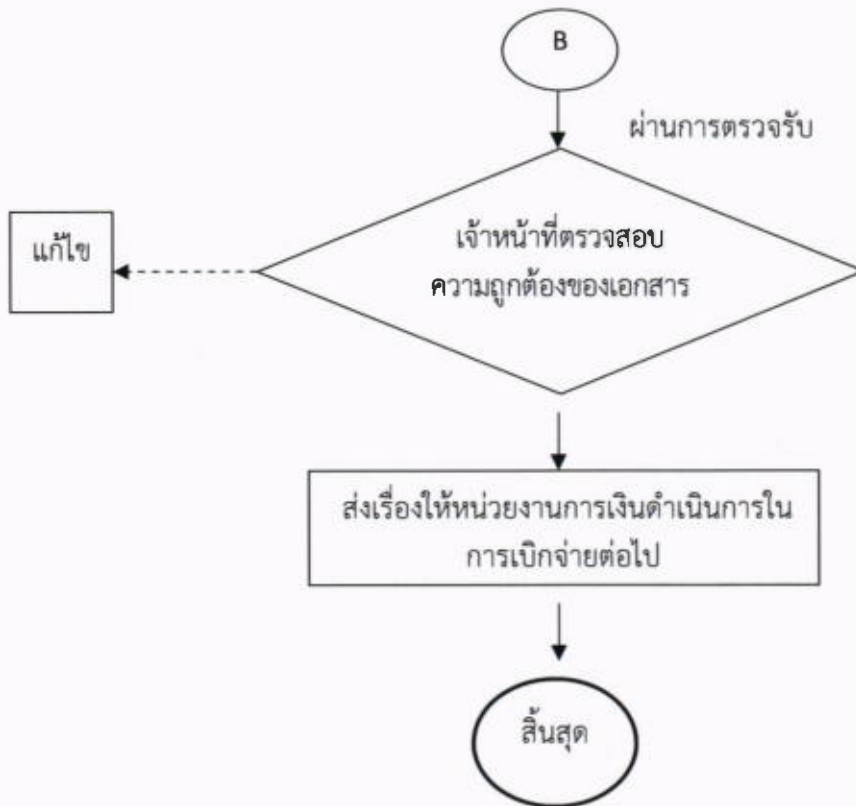 B
ผ่านการตรวจรับ
เจ้าหน้าที่ตรวจสอบ
ความถูกต้องของเอกสาร
แก้ไข
ส่งเรื่องให้หน่วยงานการเงินดำเนินการใน
การเบิกจ่ายต่อไป
สิ้นสุด